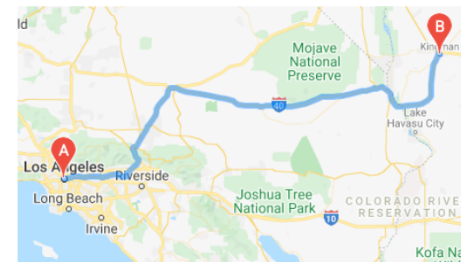 ld
B
Kingman
Mojave
National
Preserve
40
Lake
Havasu City
A
Los Angeles
Riverside
Long Beach
Irvine
Joshua Tree
National Park
10
COLORADO RIVE
RESERVATION
Kofa Na